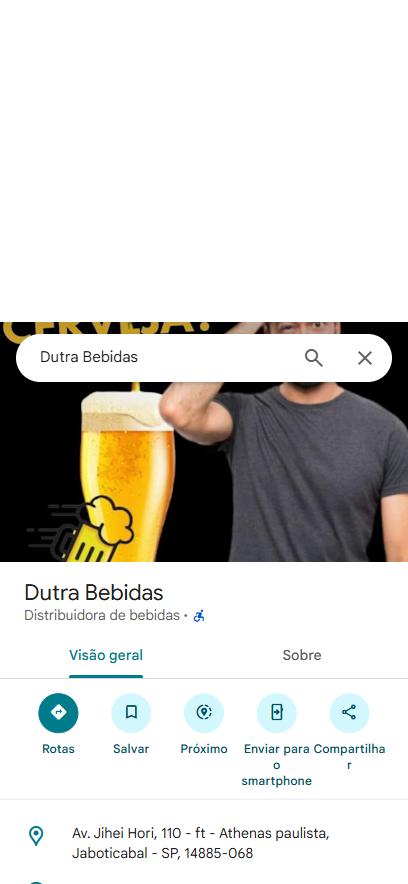 CERVEJA?
Dutra Bebidas
Dutra Bebidas
Distribuidora de bebidas •
Visão geral
Sobre
Rotas
Salvar
Próximo
Enviar para o smartphone
Compartilhar
Av. Jihei Hori, 110 - ft - Athenas paulista,
Jaboticabal - SP, 14885-068